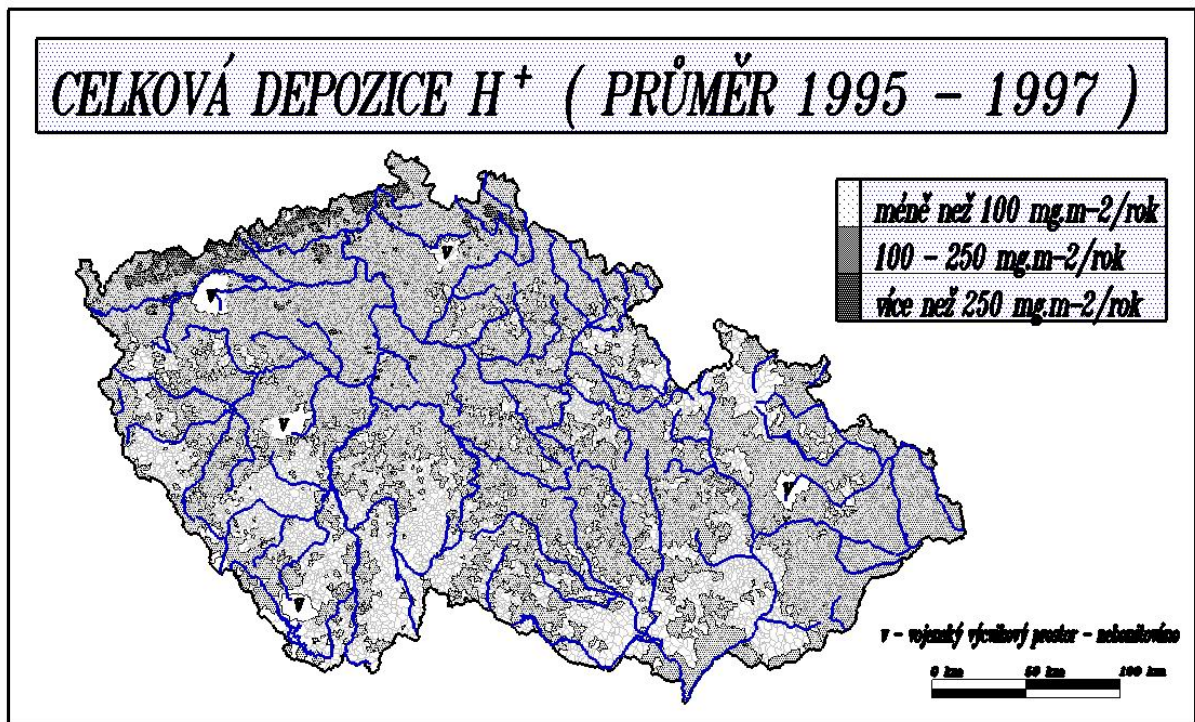 CELKOVÁ DEPOZICE H+ ( PRŮMĚR 1995 - 1997 )
méně než 100 mg.m-2/rok
100 - 250 mg.m-2/rok
více než 250 mg.m-2/rok
v
v
v
v
v
v - vojenský výcvikový prostor - nebonitováno
0 km 50 km 100 km